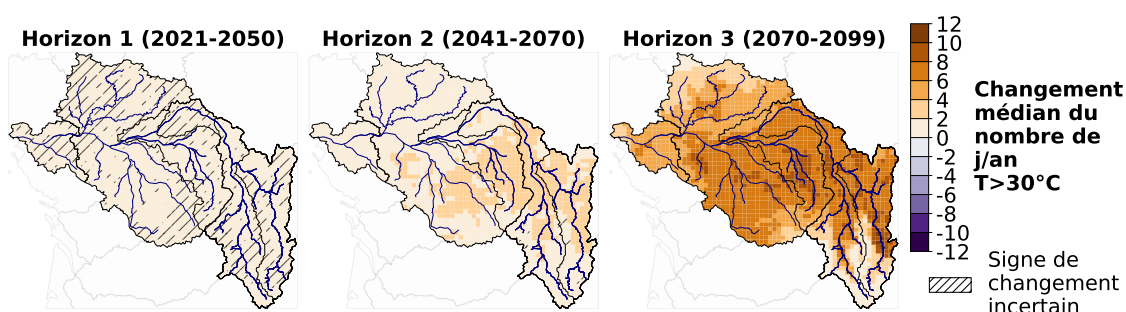 Horizon 1 (2021-2050)
Horizon 2 (2041-2070)
Horizon 3 (2070-2099)
12
10
8
6
4
2
0
-2
-4
-6
-8
-10
-12
Changement
médian du
nombre de
j/an
T>30°C
Signe de
changement
incertain